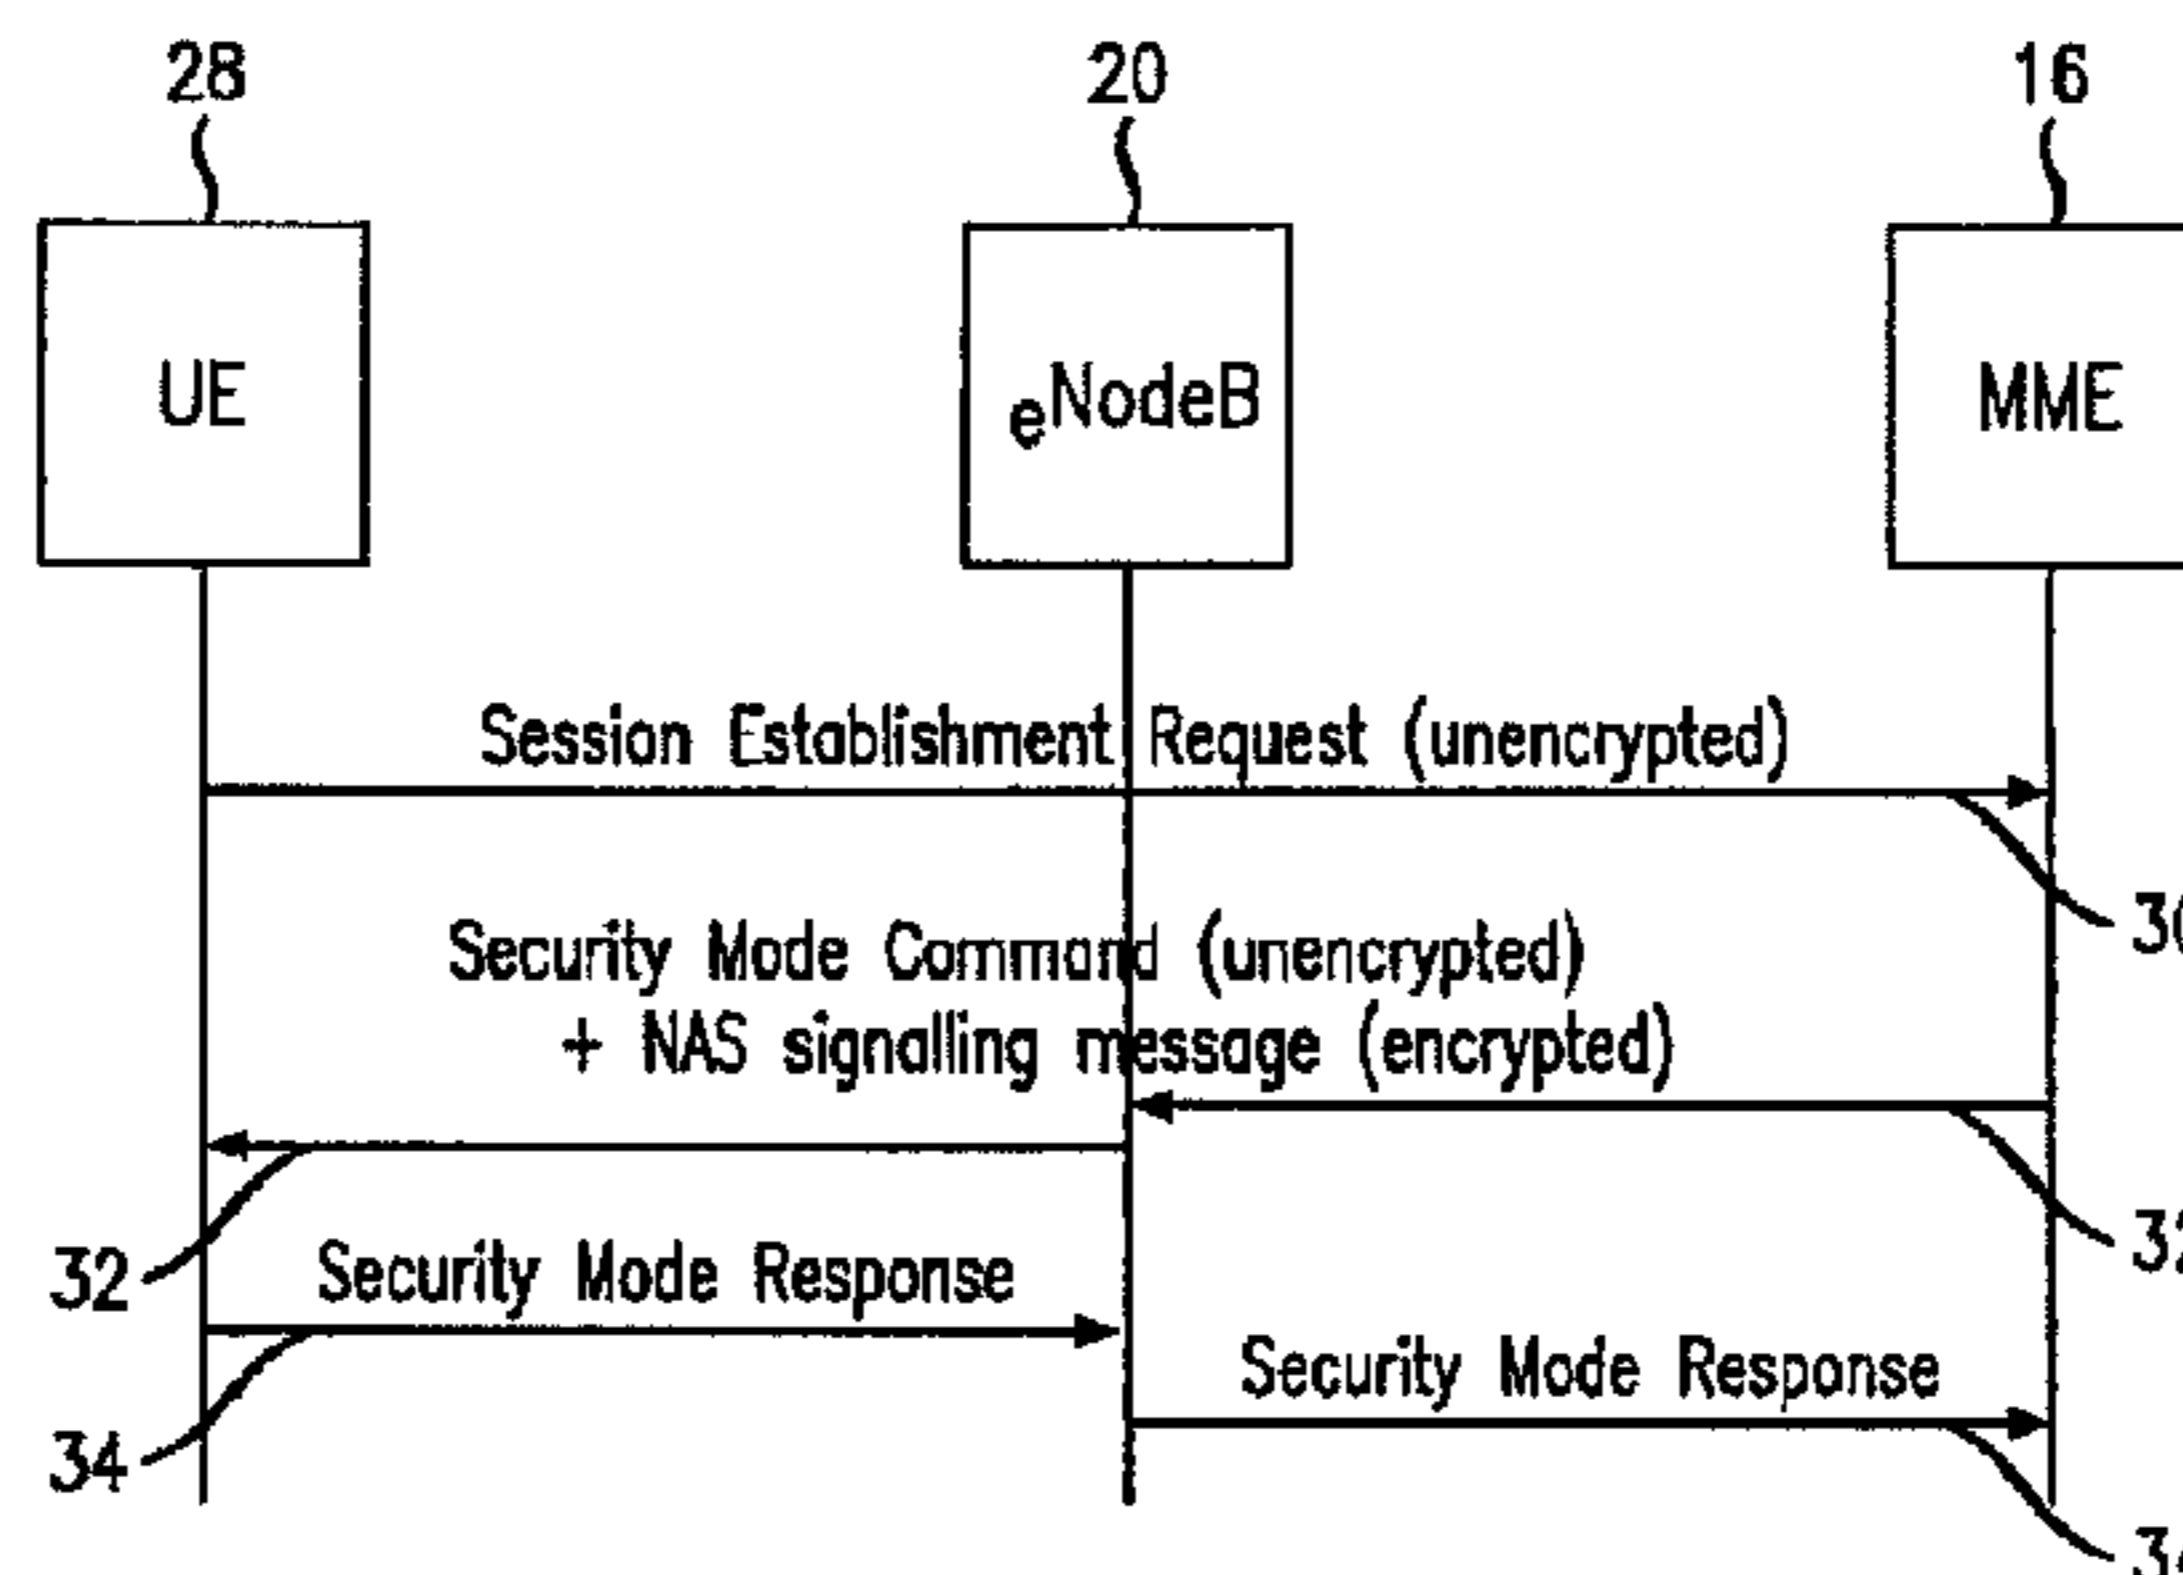 28
20
16
UE
eNodeB
MME
Session Establishment Request (unencrypted)
Security Mode Command (unencrypted)
+ NAS signalling message (encrypted)
32
Security Mode Response
Security Mode Response
34